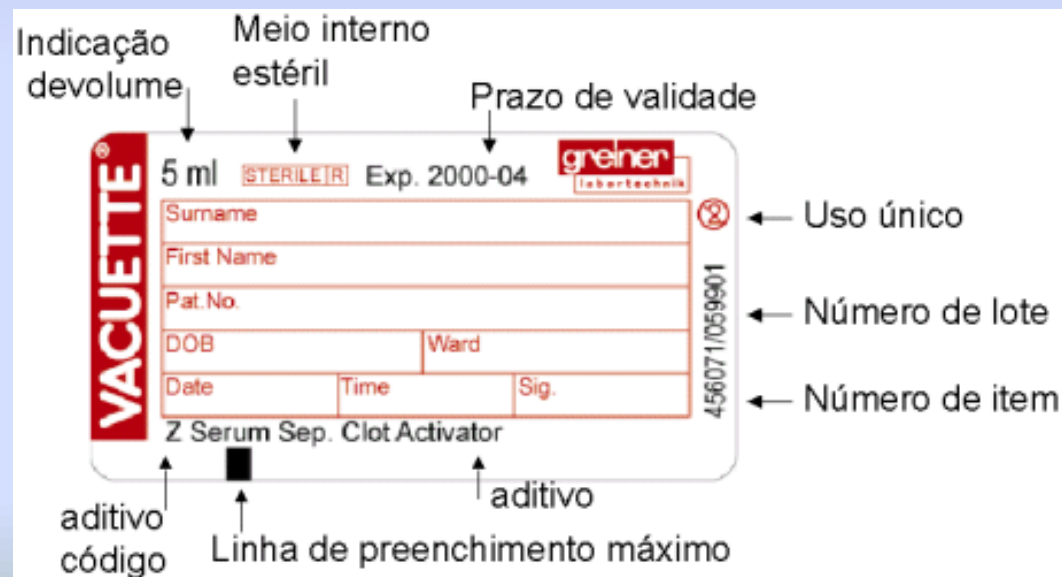 Indicação
devolume
Meio interno
estéril
Prazo de validade
VACUETTE®
5 ml
STERILE R
Exp. 2000-04
greiner
labortechnik
Surname
First Name
Pat.No.
DOB
Ward
Date
Time
Sig.
Z Serum Sep. Clot Activator
2
456071/059901
Uso único
Número de lote
Número de item
aditivo
código
Linha de preenchimento máximo
aditivo